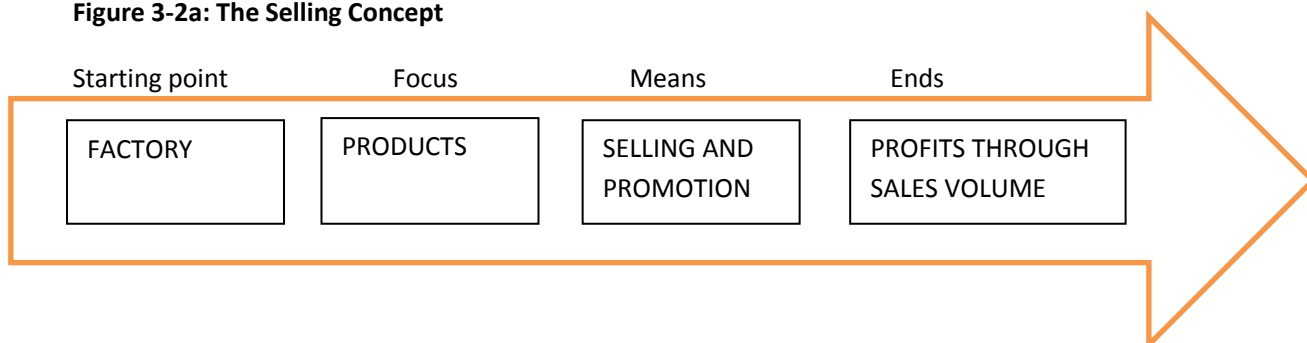 Figure 3-2a: The Selling Concept
Starting point Focus Means Ends
FACTORY
PRODUCTS
SELLING AND
PROMOTION
PROFITS THROUGH
SALES VOLUME